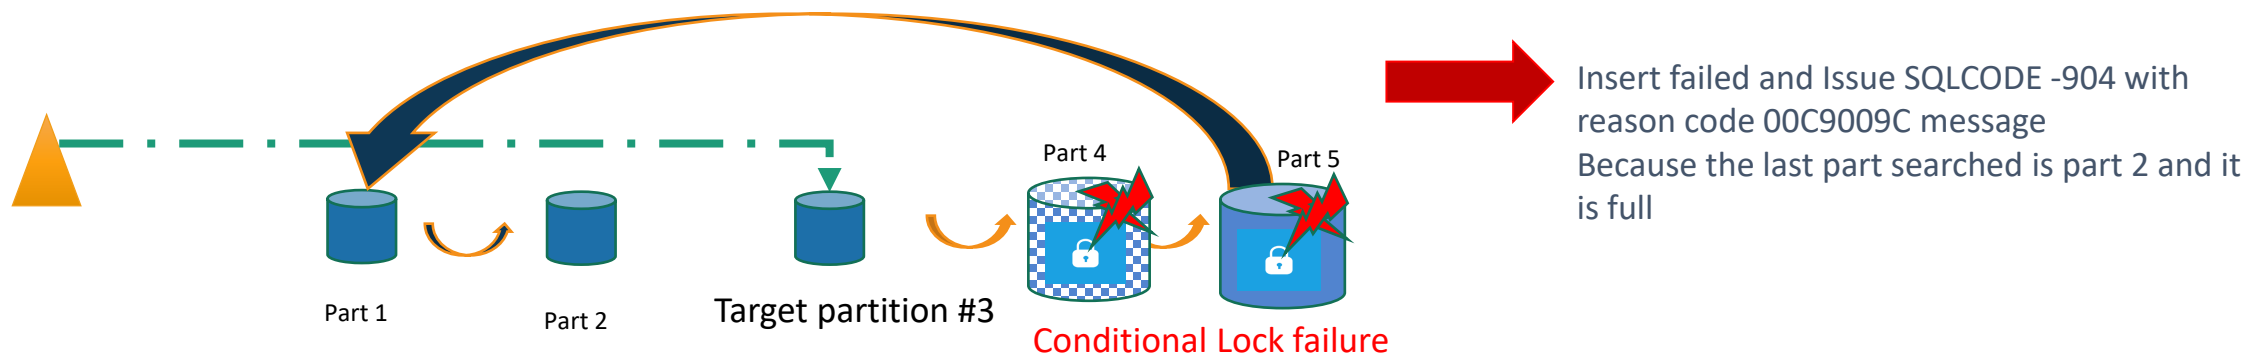 Part 4
Part 5
Part 1
Part 2
Target partition #3
Conditional Lock failure
Insert failed and Issue SQLCODE -904 with
reason code 00C9009C message
Because the last part searched is part 2 and it
is full